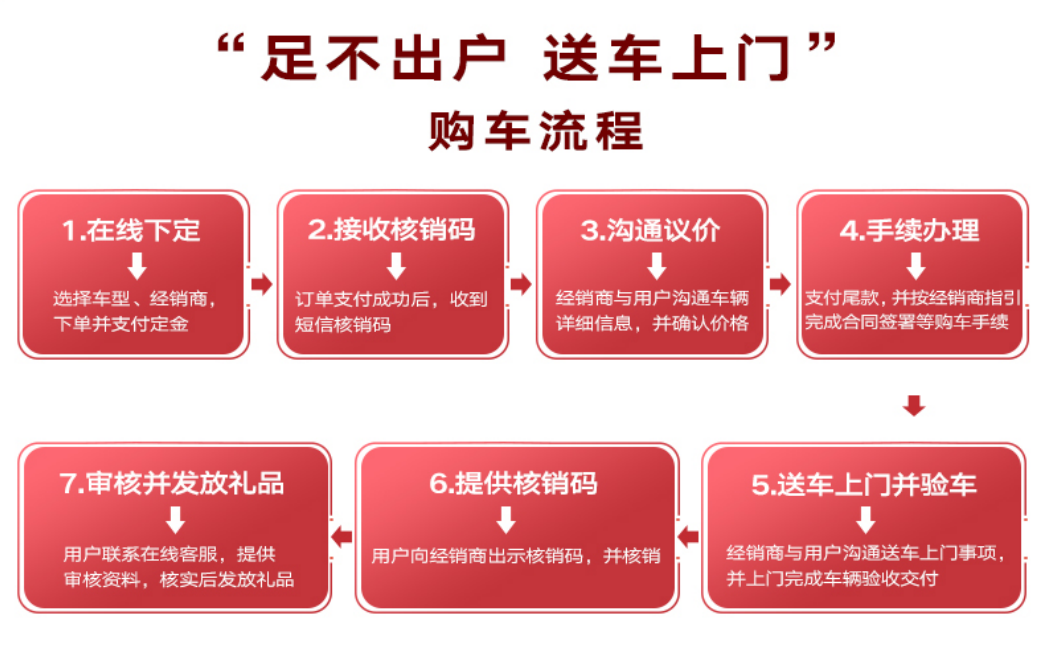 “足不出户 送车上门”
购车流程
1.在线下定
选择车型、经销商，
下单并支付定金
2.接收核销码
订单支付成功后，收到
短信核销码
3.沟通议价
经销商与用户沟通车辆
详细信息，并确认价格
4.手续办理
支付尾款，并按经销商指引
完成合同签署等购车手续
5.送车上门并验车
经销商与用户沟通送车上门事项，
并上门完成车辆验收交付
6.提供核销码
用户向经销商出示核销码，并核销
7.审核并发放礼品
用户联系在线客服，提供
审核资料，核实后发放礼品